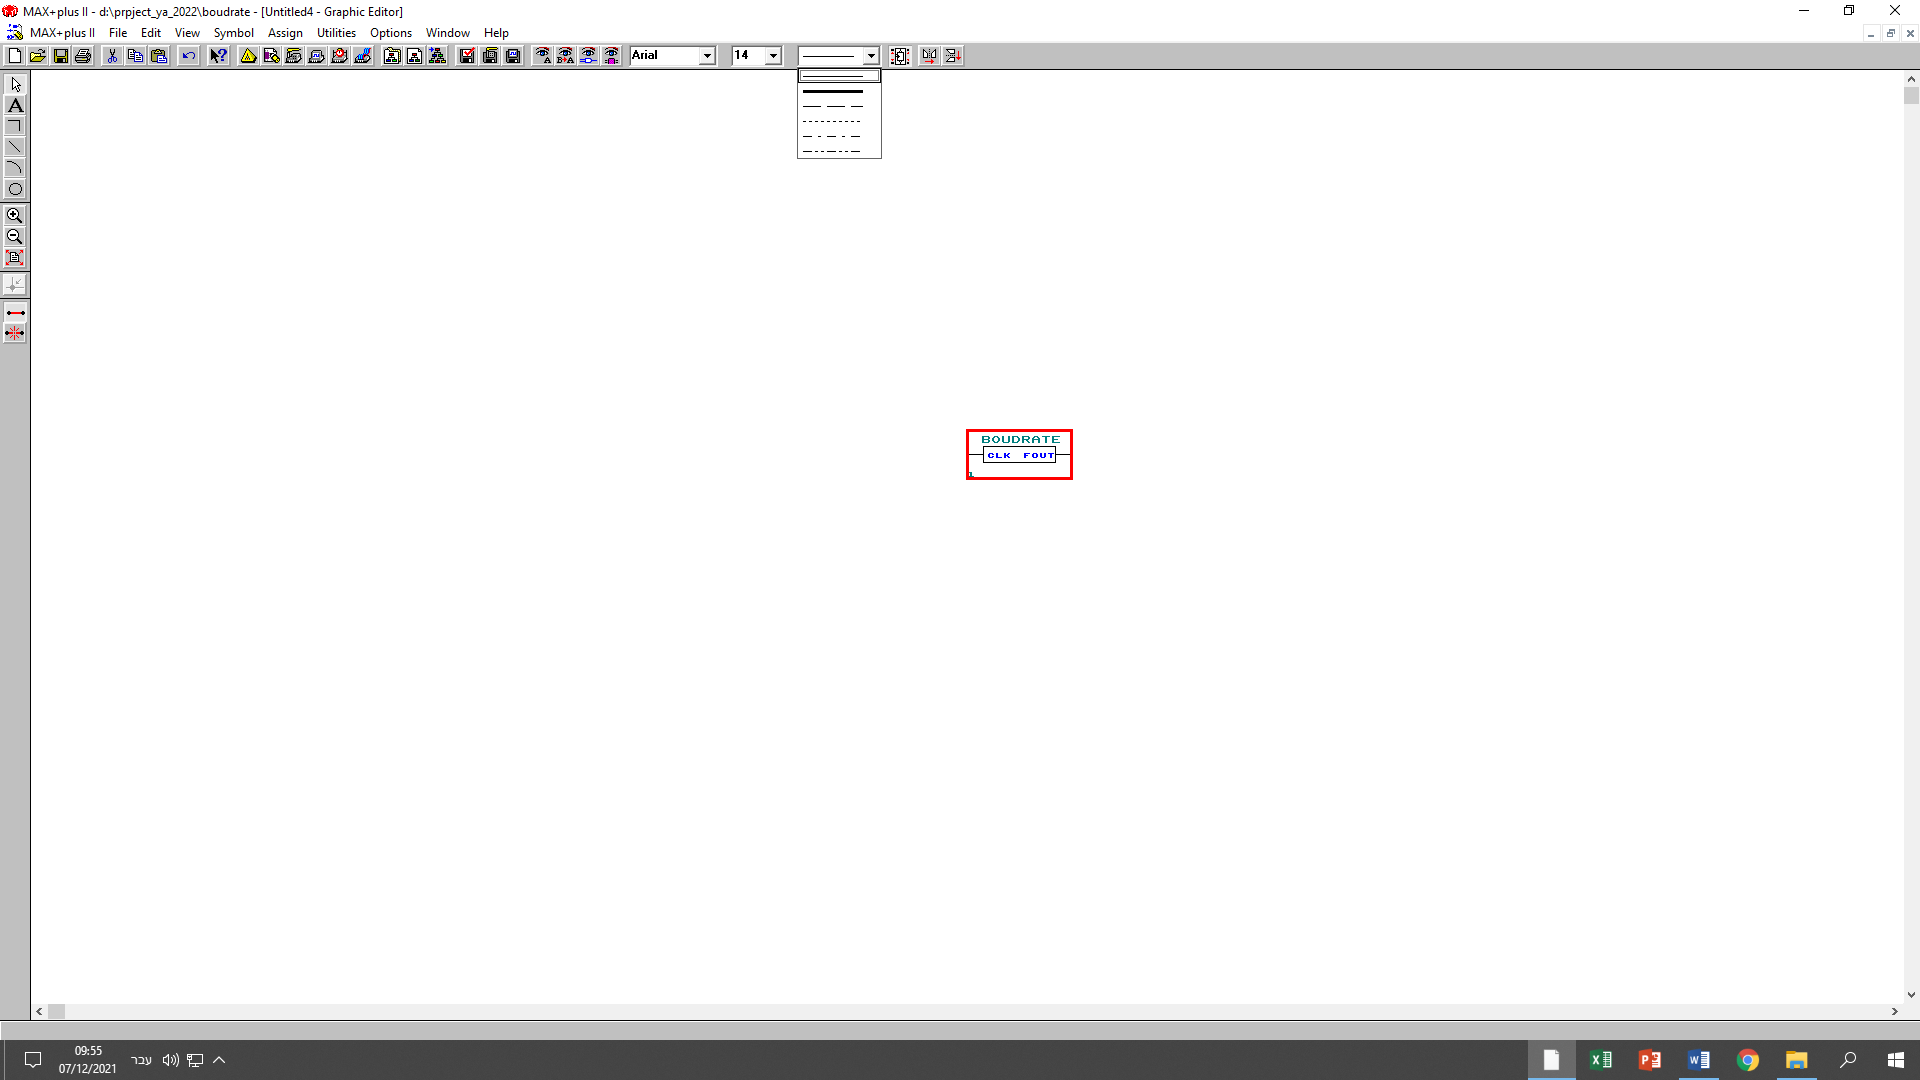 MAX+plus II - d:\prpject_ya_2022\boudrate - [Untitled4 - Graphic Editor]
MAX+plus II File Edit View Symbol Assign Utilities Options Window Help
Arial 14
BOUDRATE
CLK FOUT
09:55
עבר
07/12/2021